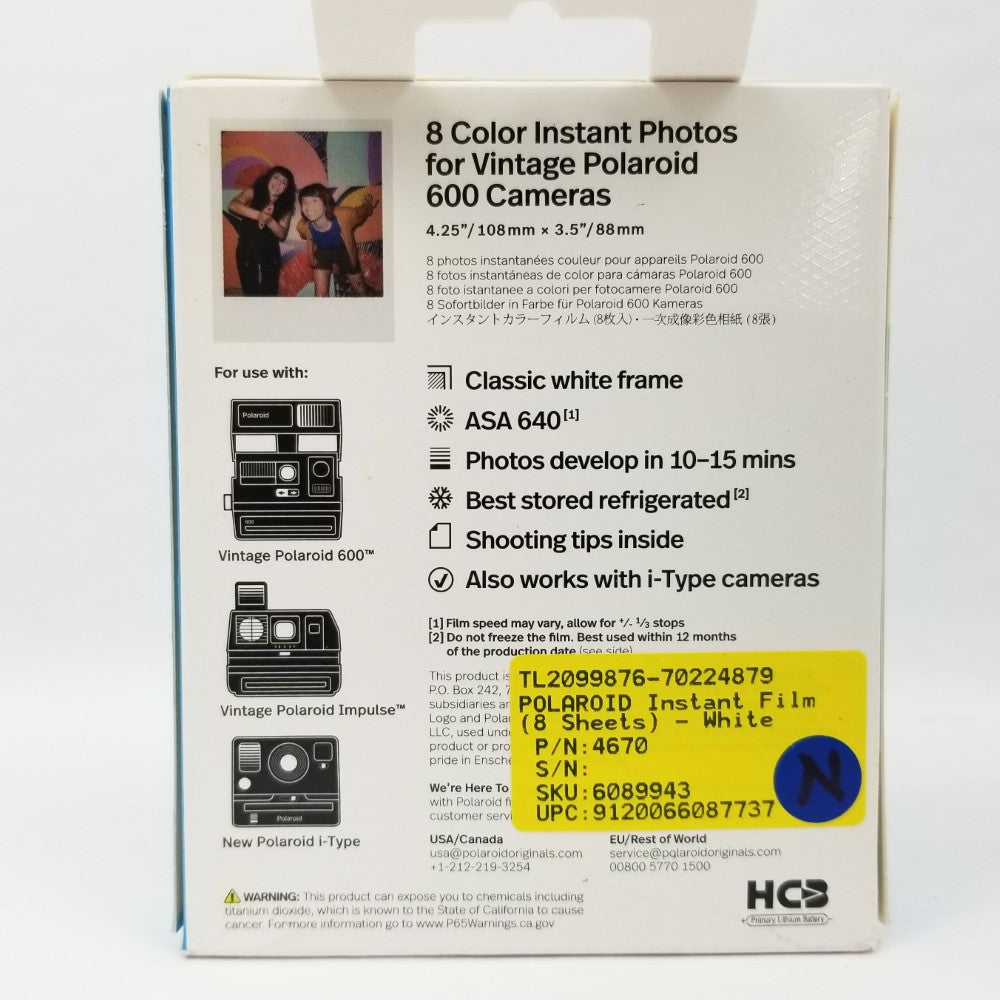 8 Color Instant Photos
for Vintage Polaroid
600 Cameras
4.25”/108mm × 3.5”/88mm
8 photos instantanées couleur pour appareils Polaroid 600
8 fotos instantáneas de color para cámaras Polaroid 600
8 foto istantanee a colori per fotocamere Polaroid 600
8 Sofortbilder in Farbe für Polaroid 600 Kameras
インスタントカラーフィルム (8枚入)・一次成像彩色相紙 (8張)
For use with:
Polaroid
600
Vintage Polaroid 600™
Vintage Polaroid Impulse™
Polaroid
New Polaroid i-Type
Classic white frame
ASA 640[1]
Photos develop in 10–15 mins
Best stored refrigerated[2]
Shooting tips inside
Also works with i-Type cameras
[1] Film speed may vary, allow for +/- 1/3 stops
[2] Do not freeze the film. Best used within 12 months
of the production date (see side)
This product is
P.O. Box 242, 7
subsidiaries
Logo and
LLC, used
product or
pride in
We're Here To
with Polaroid
customer
TL2099876-70224879
POLAROID Instant Film
(8 Sheets) - White
P/N:4670
S/N:
SKU:6089943
UPC:9120066087737
N
USA/Canada
usa@polaroidoriginals.com
+1-212-219-3254
EU/Rest of World
service@polaroidoriginals.com
00800 5770 1500
WARNING: This product can expose you to chemicals including
titanium dioxide, which is known to the State of California to cause
cancer. For more information go to www.P65Warnings.ca.gov
HCB
+ Primary Lithium Battery -